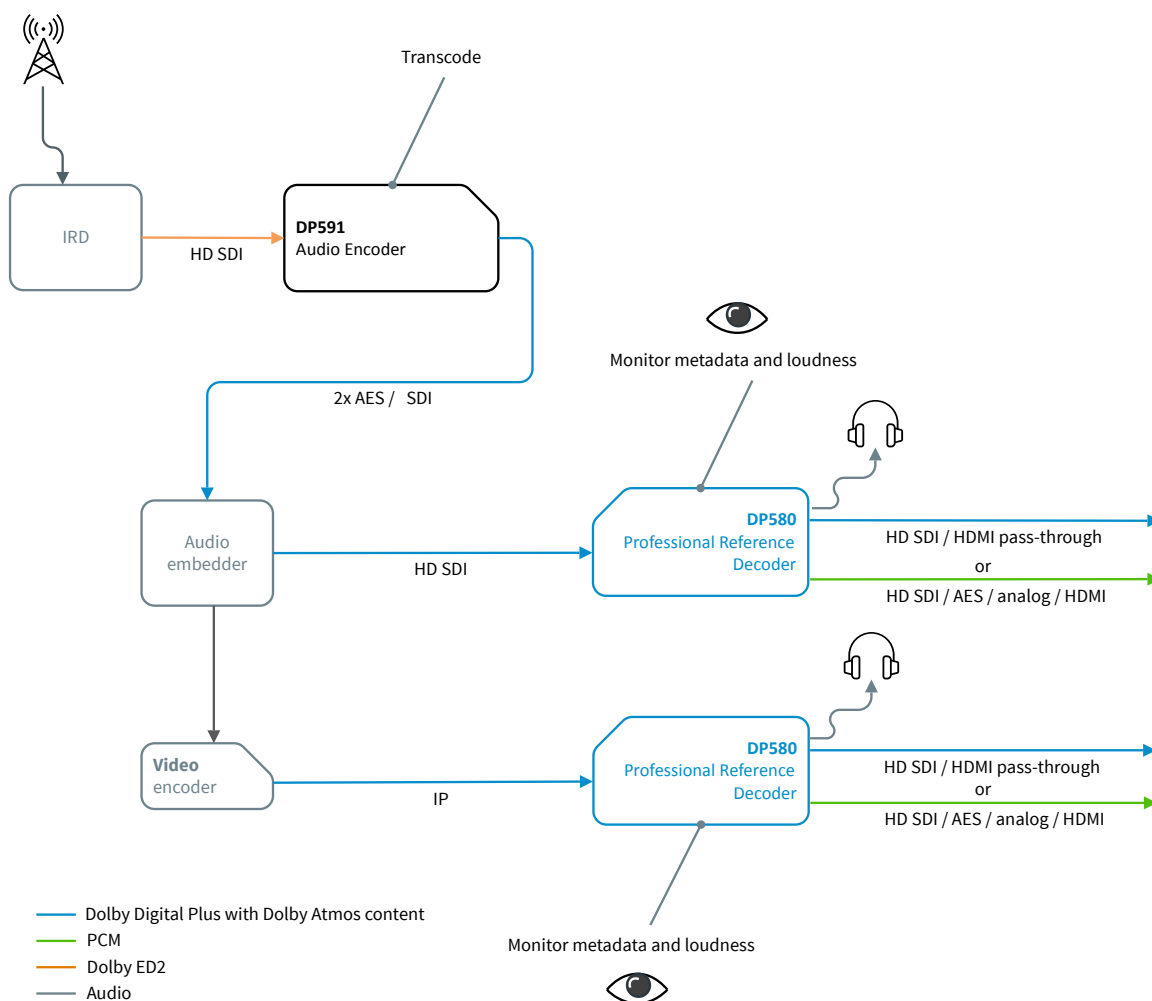 Transcode
IRD
HD SDI
DP591
Audio Encoder
Monitor metadata and loudness
2x AES / SDI
Audio
embedder
HD SDI
DP580
Professional Reference
Decoder
HD SDI / HDMI pass-through
or
HD SDI / AES / analog / HDMI
Video
encoder
IP
DP580
Professional Reference
Decoder
HD SDI / HDMI pass-through
or
HD SDI / AES / analog / HDMI
Monitor metadata and loudness
Dolby Digital Plus with Dolby Atmos content
PCM
Dolby ED2
Audio